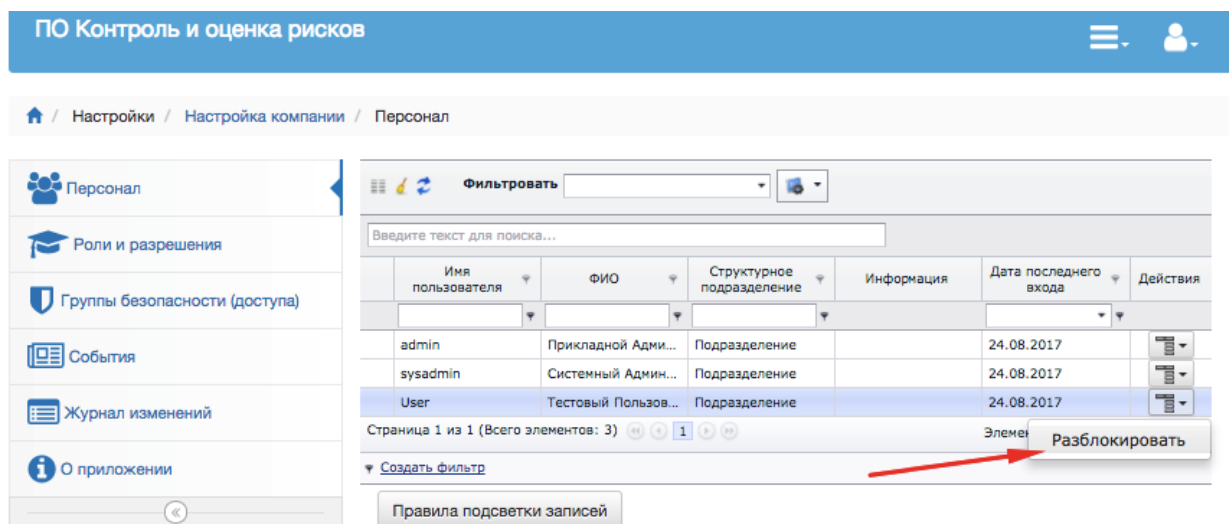 ПО Контроль и оценка рисков
/ Настройки / Настройка компании / Персонал
Персонал
Роли и разрешения
Группы безопасности (доступа)
События
Журнал изменений
О приложении
Фильтровать
Введите текст для поиска...
Имя пользователя ФИО Структурное подразделение Информация Дата последнего входа Действия
admin Прикладной Адми... Подразделение 24.08.2017
sysadmin Системный Админ... Подразделение 24.08.2017
User Тестовый Пользов... Подразделение 24.08.2017
Страница 1 из 1 (Всего элементов: 3) 1 Элемен
Разблокировать
Создать фильтр
Правила подсветки записей